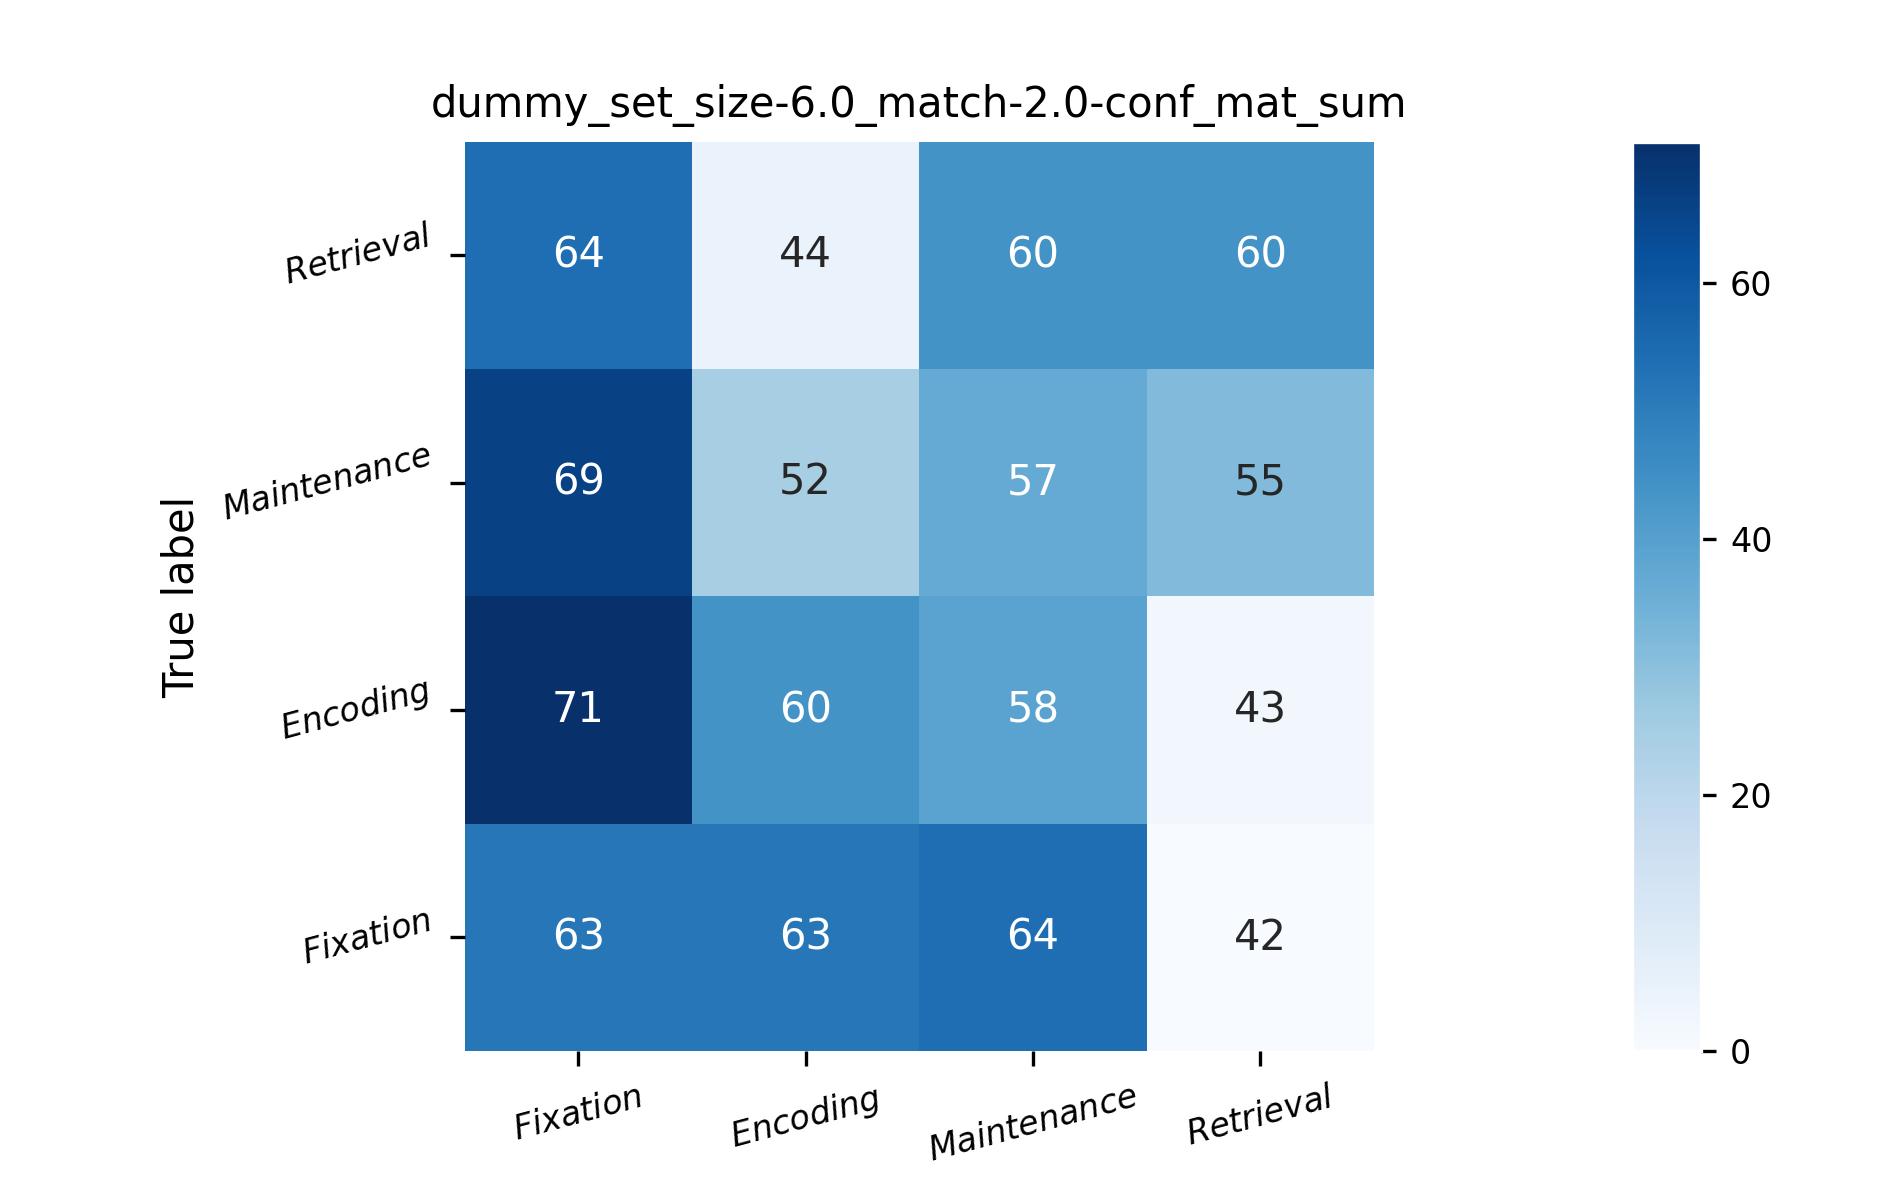 dummy_set_size-6.0_match-2.0-conf_mat_sum
True label
Retrieval 64 44 60 60
Maintenance 69 52 57 55
Encoding 71 60 58 43
Fixation 63 63 64 42
Fixation Encoding Maintenance Retrieval
60
40
20
0